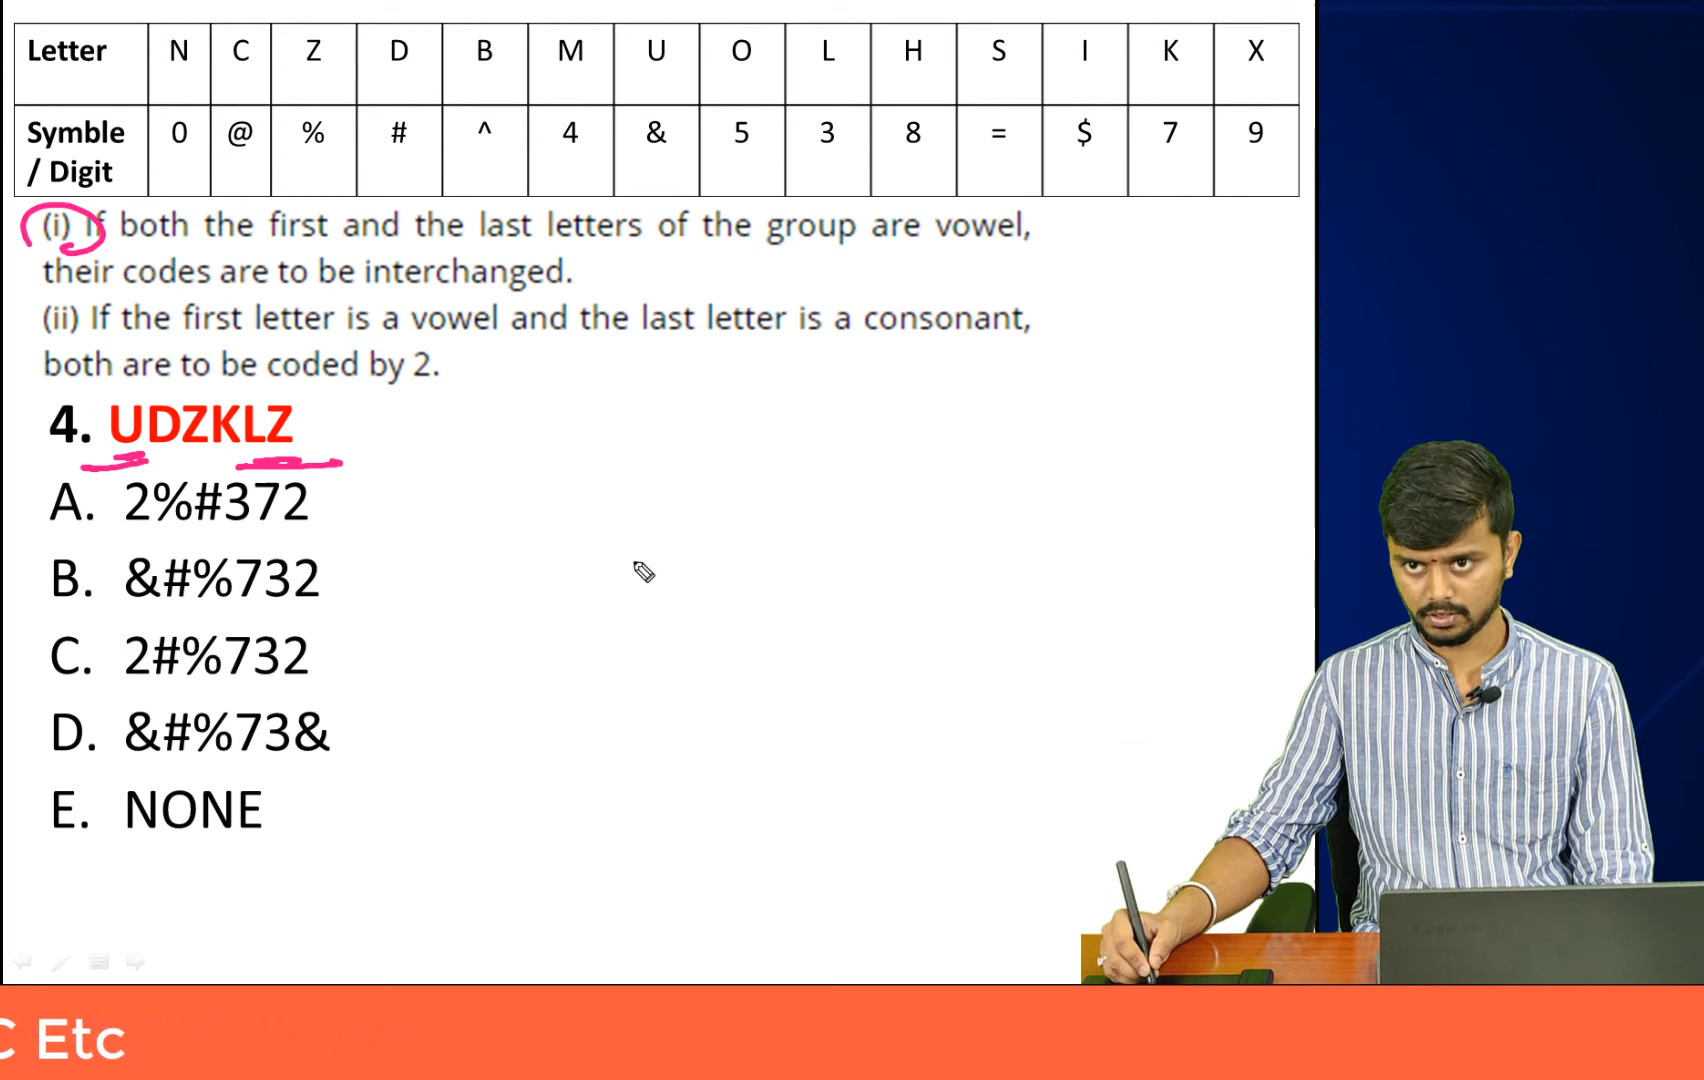 Letter N C Z D B M U O L H S I K X
Symble / Digit 0 @ % # ^ 4 & 5 3 8 = $ 7 9
(i) If both the first and the last letters of the group are vowel,
their codes are to be interchanged.
(ii) If the first letter is a vowel and the last letter is a consonant,
both are to be coded by 2.
4. UDZKLZ
A. 2%#372
B. &#%732
C. 2#%732
D. &#%73&
E. NONE
C Etc